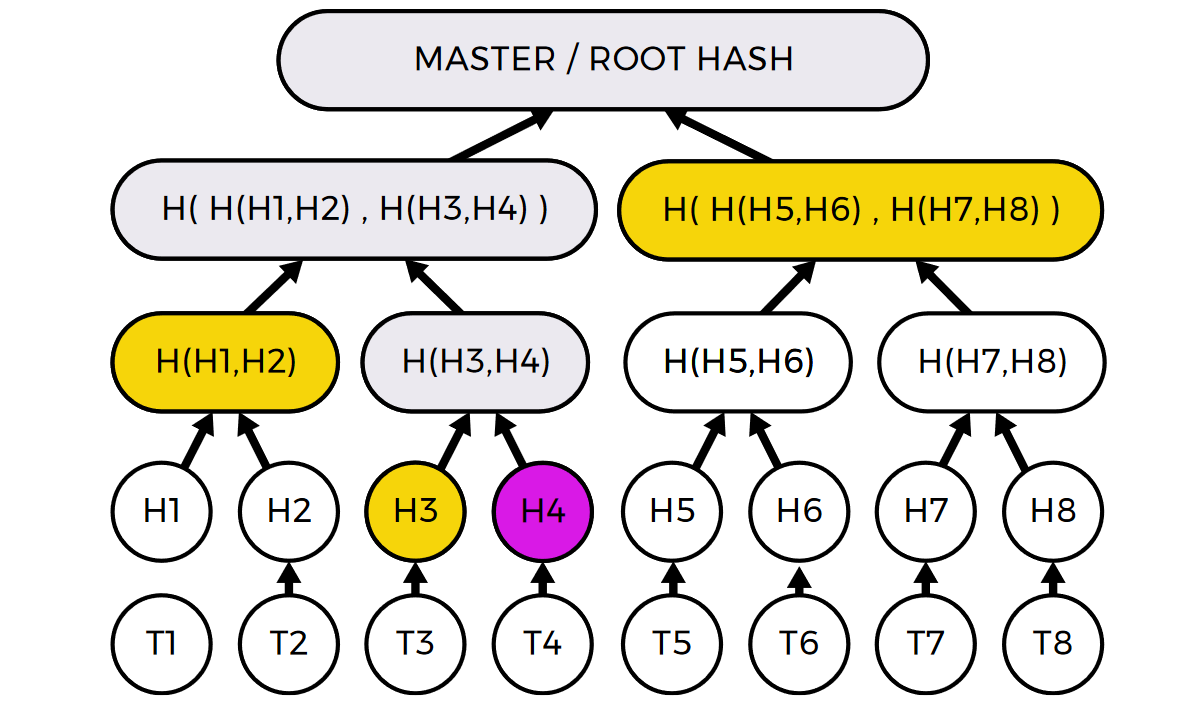 MASTER / ROOT HASH
H( H(H1,H2) , H(H3,H4) )
H( H(H5,H6) , H(H7,H8) )
H(H1,H2)
H(H3,H4)
H(H5,H6)
H(H7,H8)
H1
H2
H3
H4
H5
H6
H7
H8
T1
T2
T3
T4
T5
T6
T7
T8